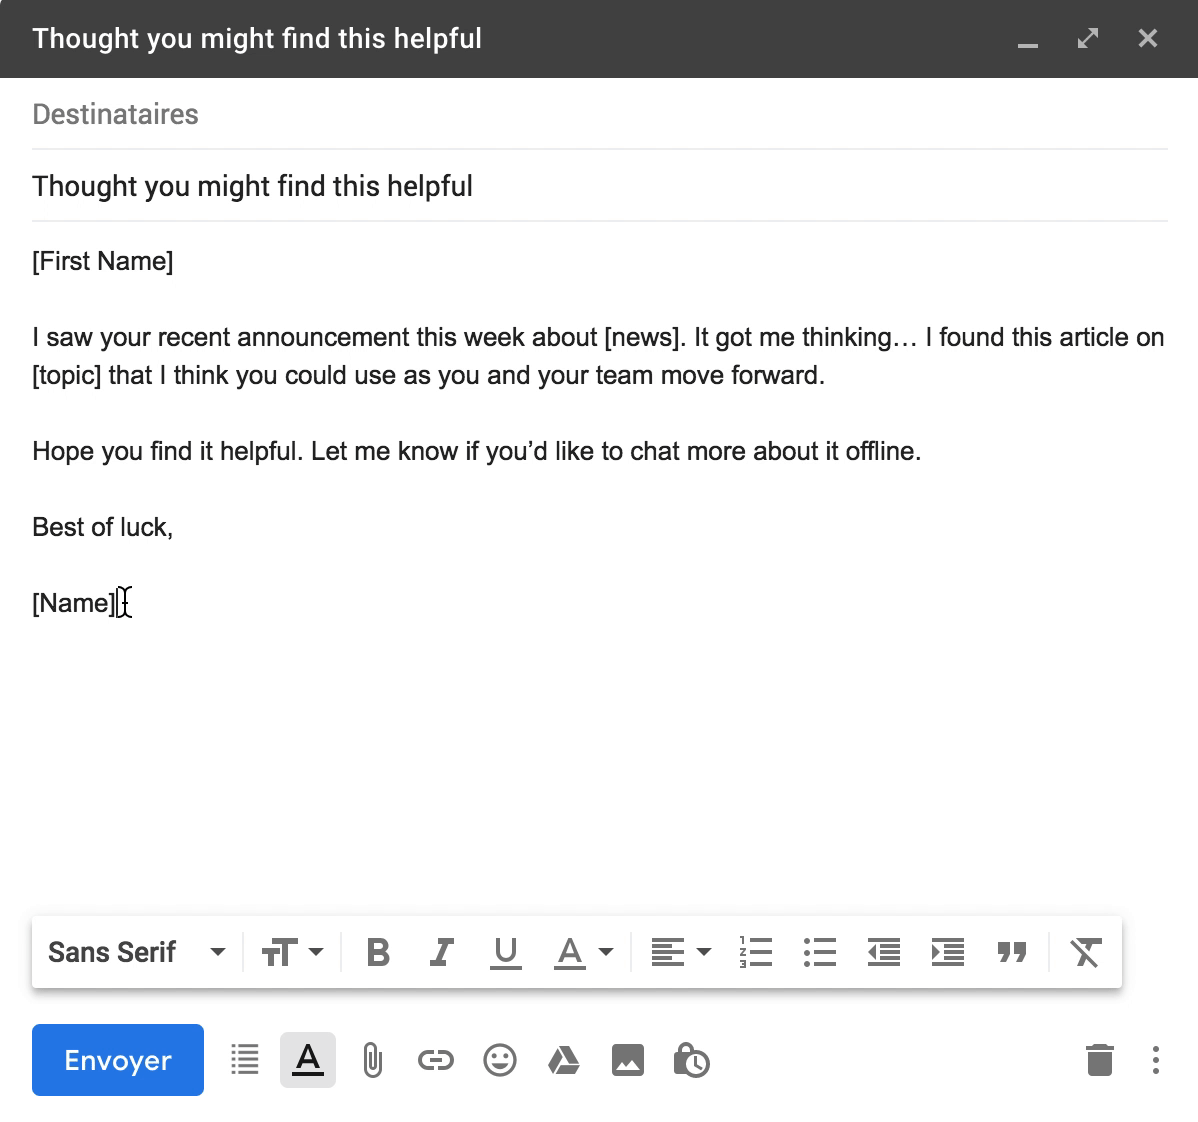 Thought you might find this helpful
Destinataires
Thought you might find this helpful
[First Name]
I saw your recent announcement this week about [news]. It got me thinking… I found this article on
[topic] that I think you could use as you and your team move forward.
Hope you find it helpful. Let me know if you’d like to chat more about it offline.
Best of luck,
[Name]
Sans Serif
Envoyer